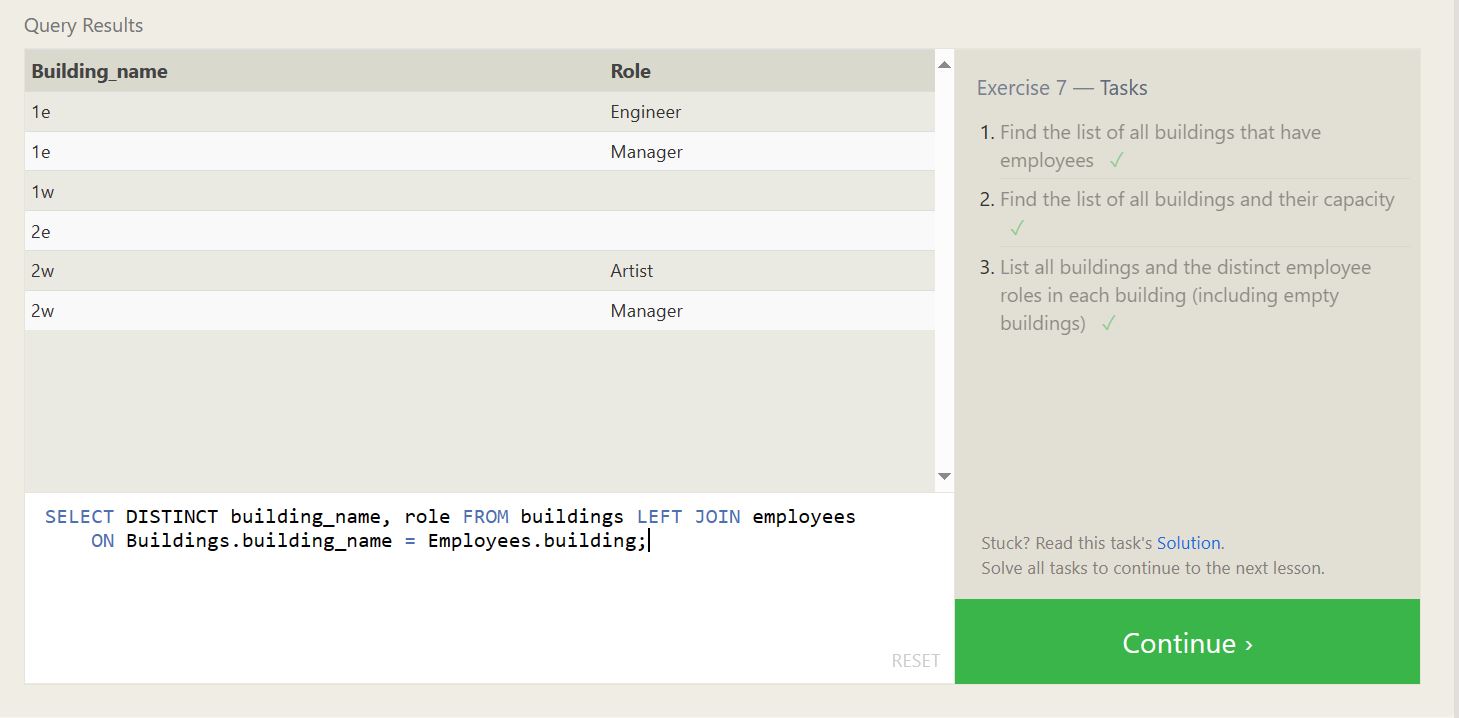 Query Results
Building_name Role
1e Engineer
1e Manager
1w
2e
2w Artist
2w Manager
SELECT DISTINCT building_name, role FROM buildings LEFT JOIN employees
ON Buildings.building_name = Employees.building;
RESET
Exercise 7 — Tasks
1. Find the list of all buildings that have
employees ✓
2. Find the list of all buildings and their capacity
✓
3. List all buildings and the distinct employee
roles in each building (including empty
buildings) ✓
Stuck? Read this task's Solution.
Solve all tasks to continue to the next lesson.
Continue ›